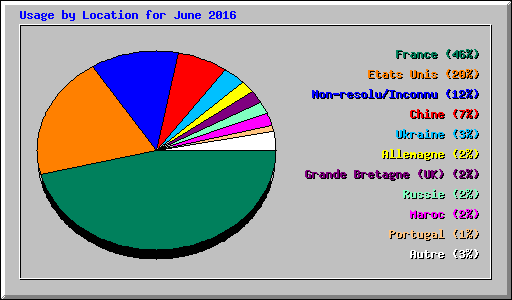 Usage by Location for June 2016
France (46%)
Etats Unis (20%)
Non-resolu/Inconnu (12%)
Chine (7%)
Ukraine (3%)
Allemagne (2%)
Grande Bretagne (UK) (2%)
Russie (2%)
Maroc (2%)
Portugal (1%)
Autre (3%)